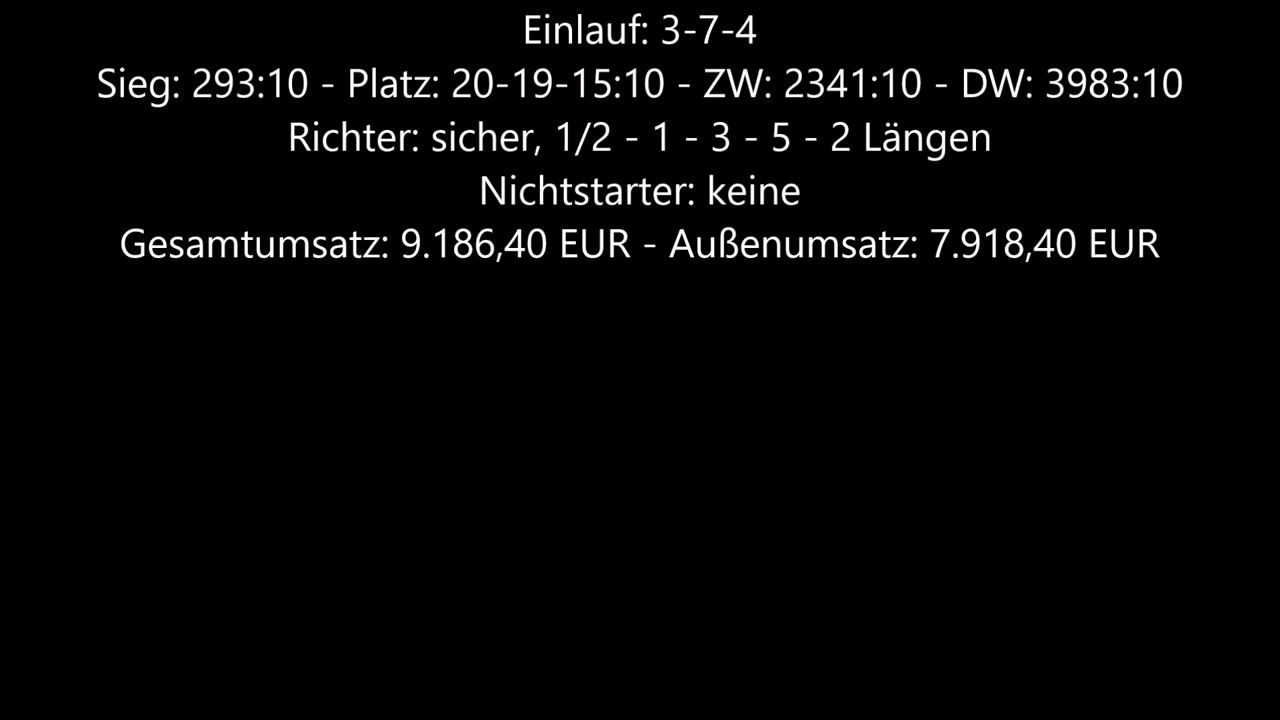 Einlauf: 3-7-4
Sieg: 293:10 - Platz: 20-19-15:10 - ZW: 2341:10 - DW: 3983:10
Richter: sicher, 1/2 - 1 - 3 - 5 - 2 Längen
Nichtstarter: keine
Gesamtumsatz: 9.186,40 EUR - Außenumsatz: 7.918,40 EUR